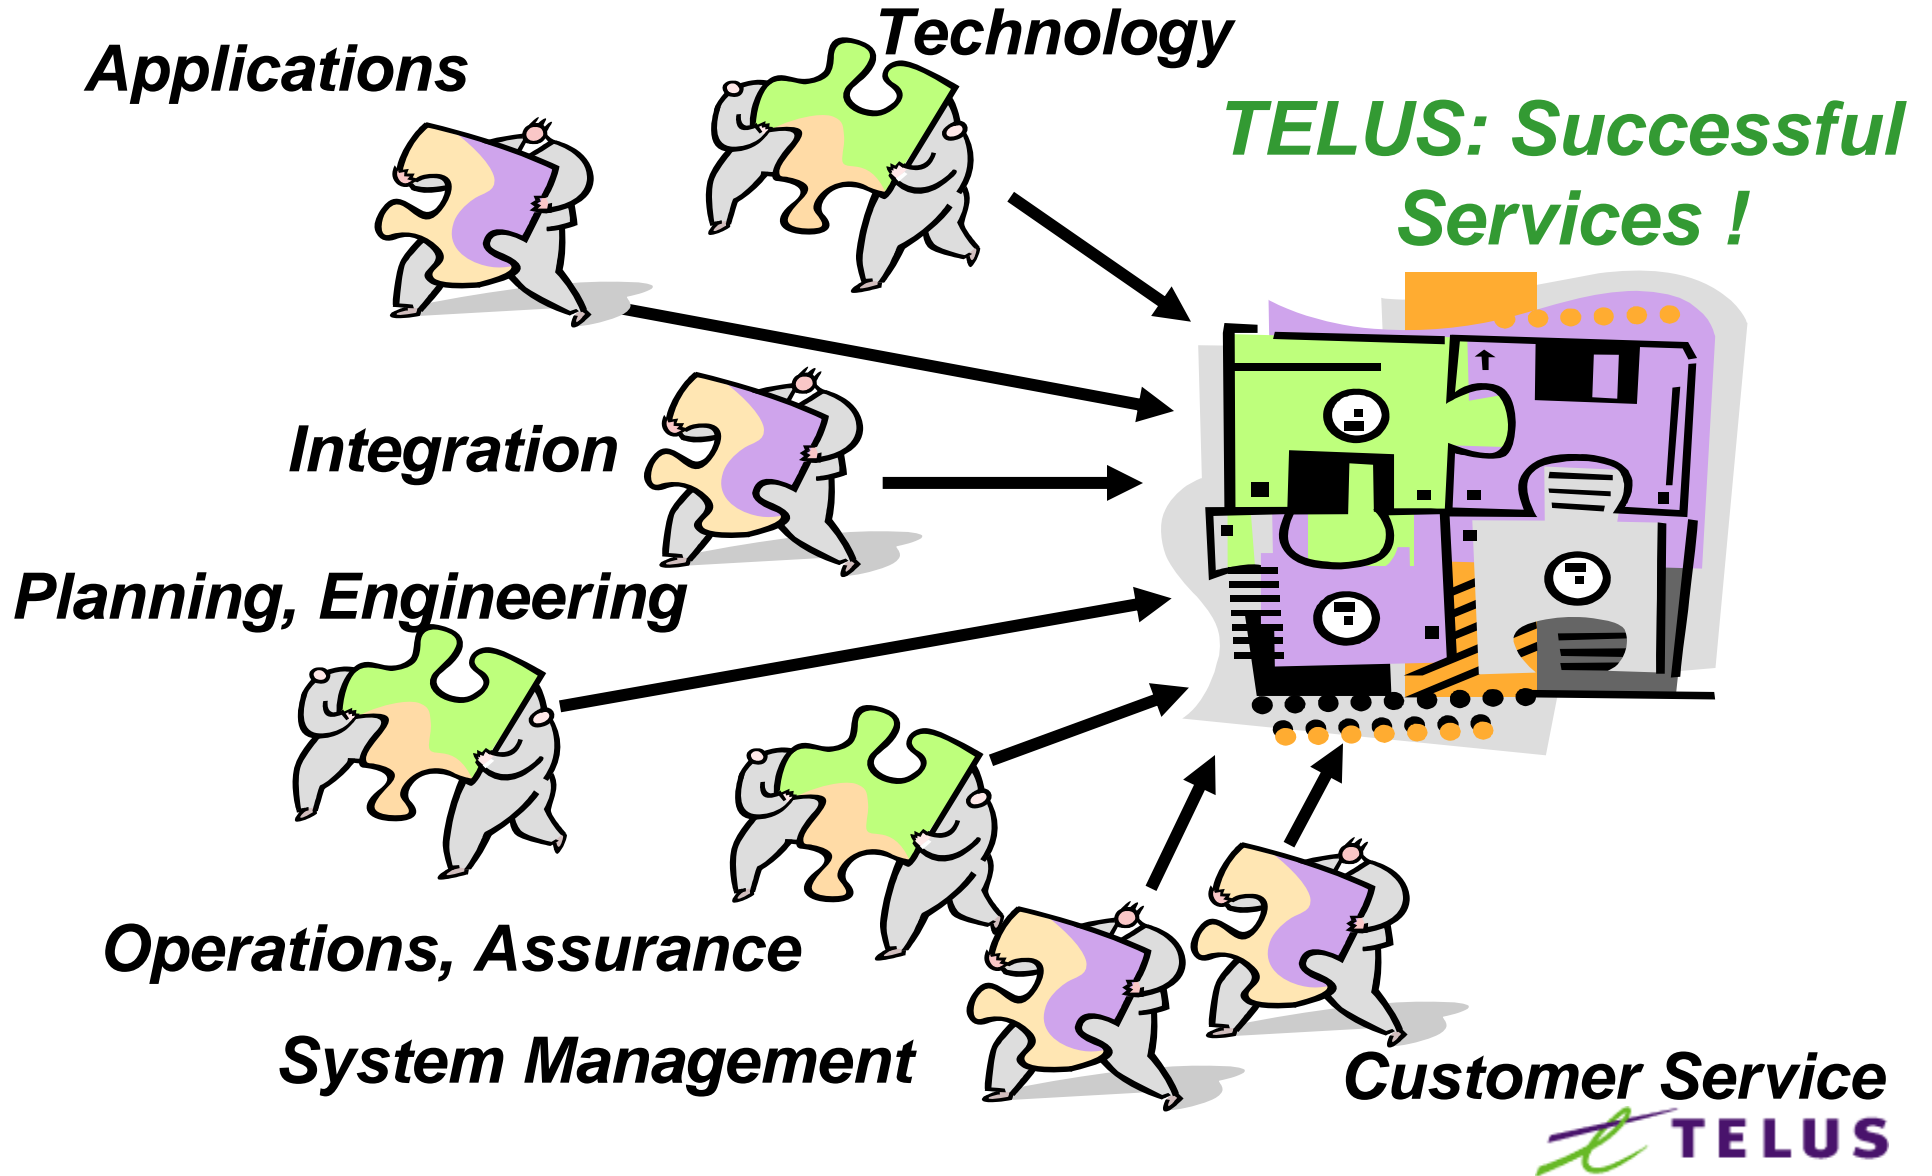 Technology
Applications
TELUS: Successful
Services !
Integration
Planning, Engineering
Operations, Assurance
System Management
Customer Service
TELUS